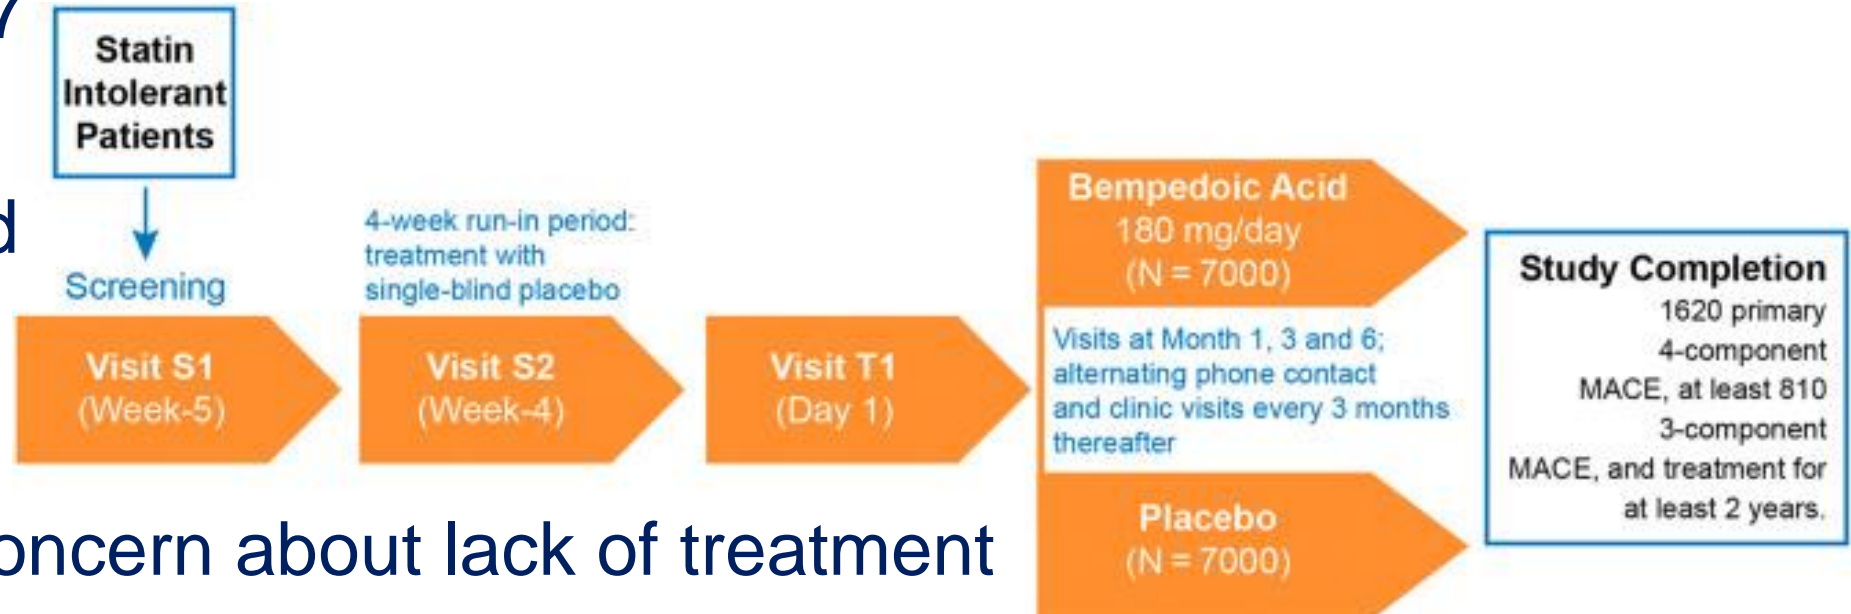 Statin
Intolerant
Patients
Screening
4-week run-in period:
treatment with
single-blind placebo
Visit S1
(Week-5)
Visit S2
(Week-4)
Visit T1
(Day 1)
Bempedoic Acid
180 mg/day
(N = 7000)
Visits at Month 1, 3 and 6;
alternating phone contact
and clinic visits every 3 months
thereafter
Placebo
(N = 7000)
Study Completion
1620 primary
4-component
MACE, at least 810
3-component
MACE, and treatment for
at least 2 years.
about lack of treatment